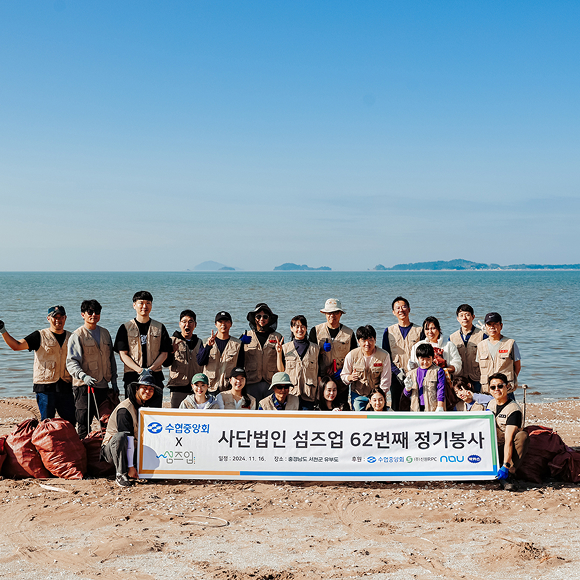 수협중앙회
X
섬즈업
사단법인 섬즈업 62번째 정기봉사
일정 : 2024. 11. 16. 장소 : 충청남도 서천군 유부도 후원 : 수협중앙회